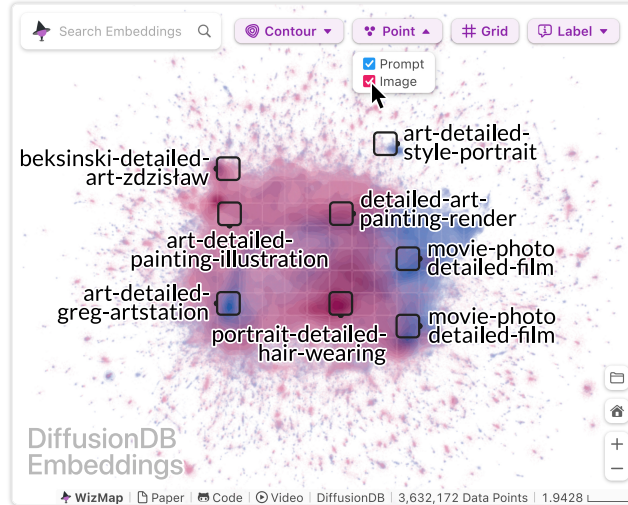 Search Embeddings
Contour
Point
Grid
Label
Prompt
Image
art-detailed-
style-portrait
beksinski-detailed-
art-zdzisław
detailed-art-
painting-render
art-detailed-
painting-illustration
movie-photo
detailed-film
art-detailed-
greg-artstation
movie-photo
detailed-film
portrait-detailed-
hair-wearing
DiffusionDB
Embeddings
WizMap | Paper | Code | Video | DiffusionDB | 3,632,172 Data Points | 1.9428